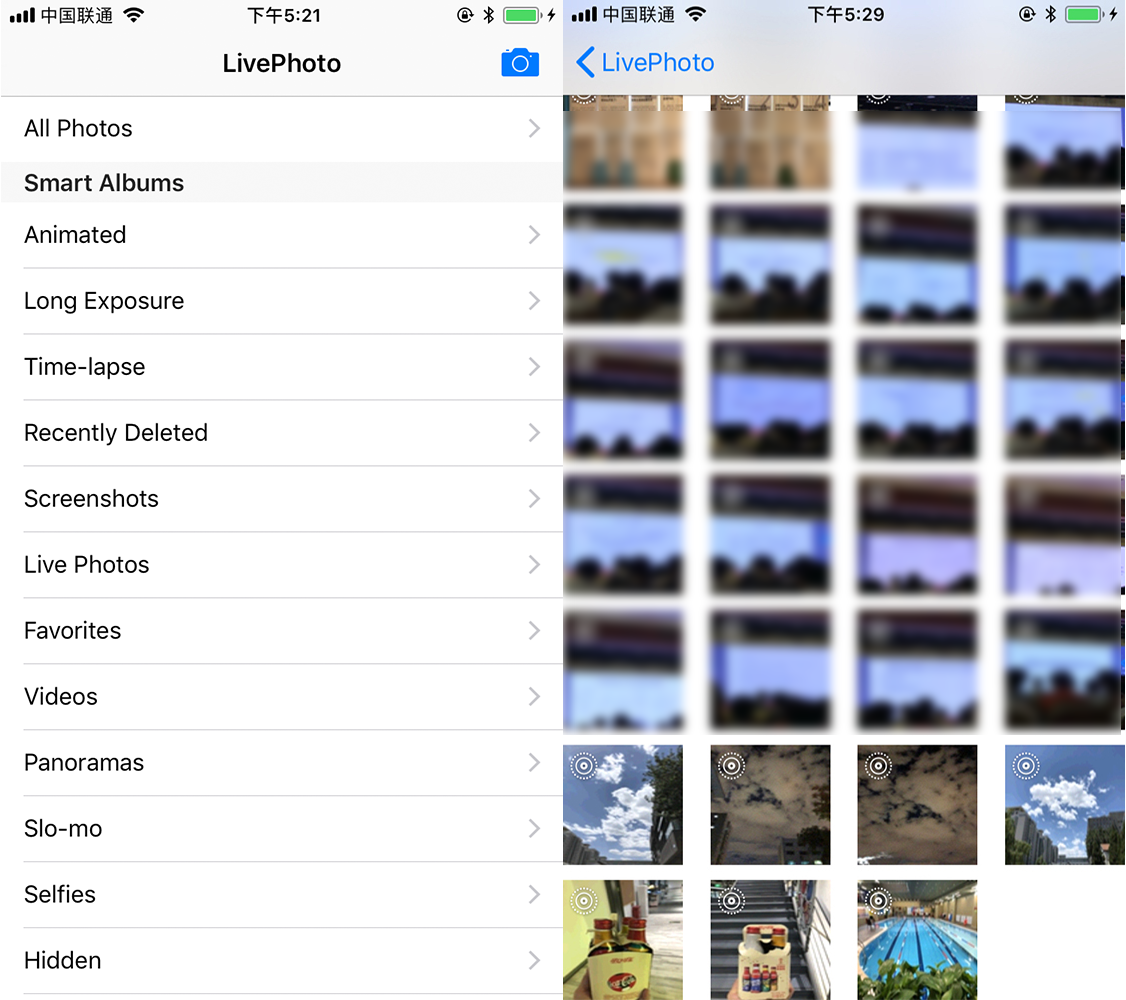 中国联通 下午5:21
LivePhoto
All Photos
Smart Albums
Animated
Long Exposure
Time-lapse
Recently Deleted
Screenshots
Live Photos
Favorites
Videos
Panoramas
Slo-mo
Selfies
Hidden
中国联通 下午5:29
LivePhoto